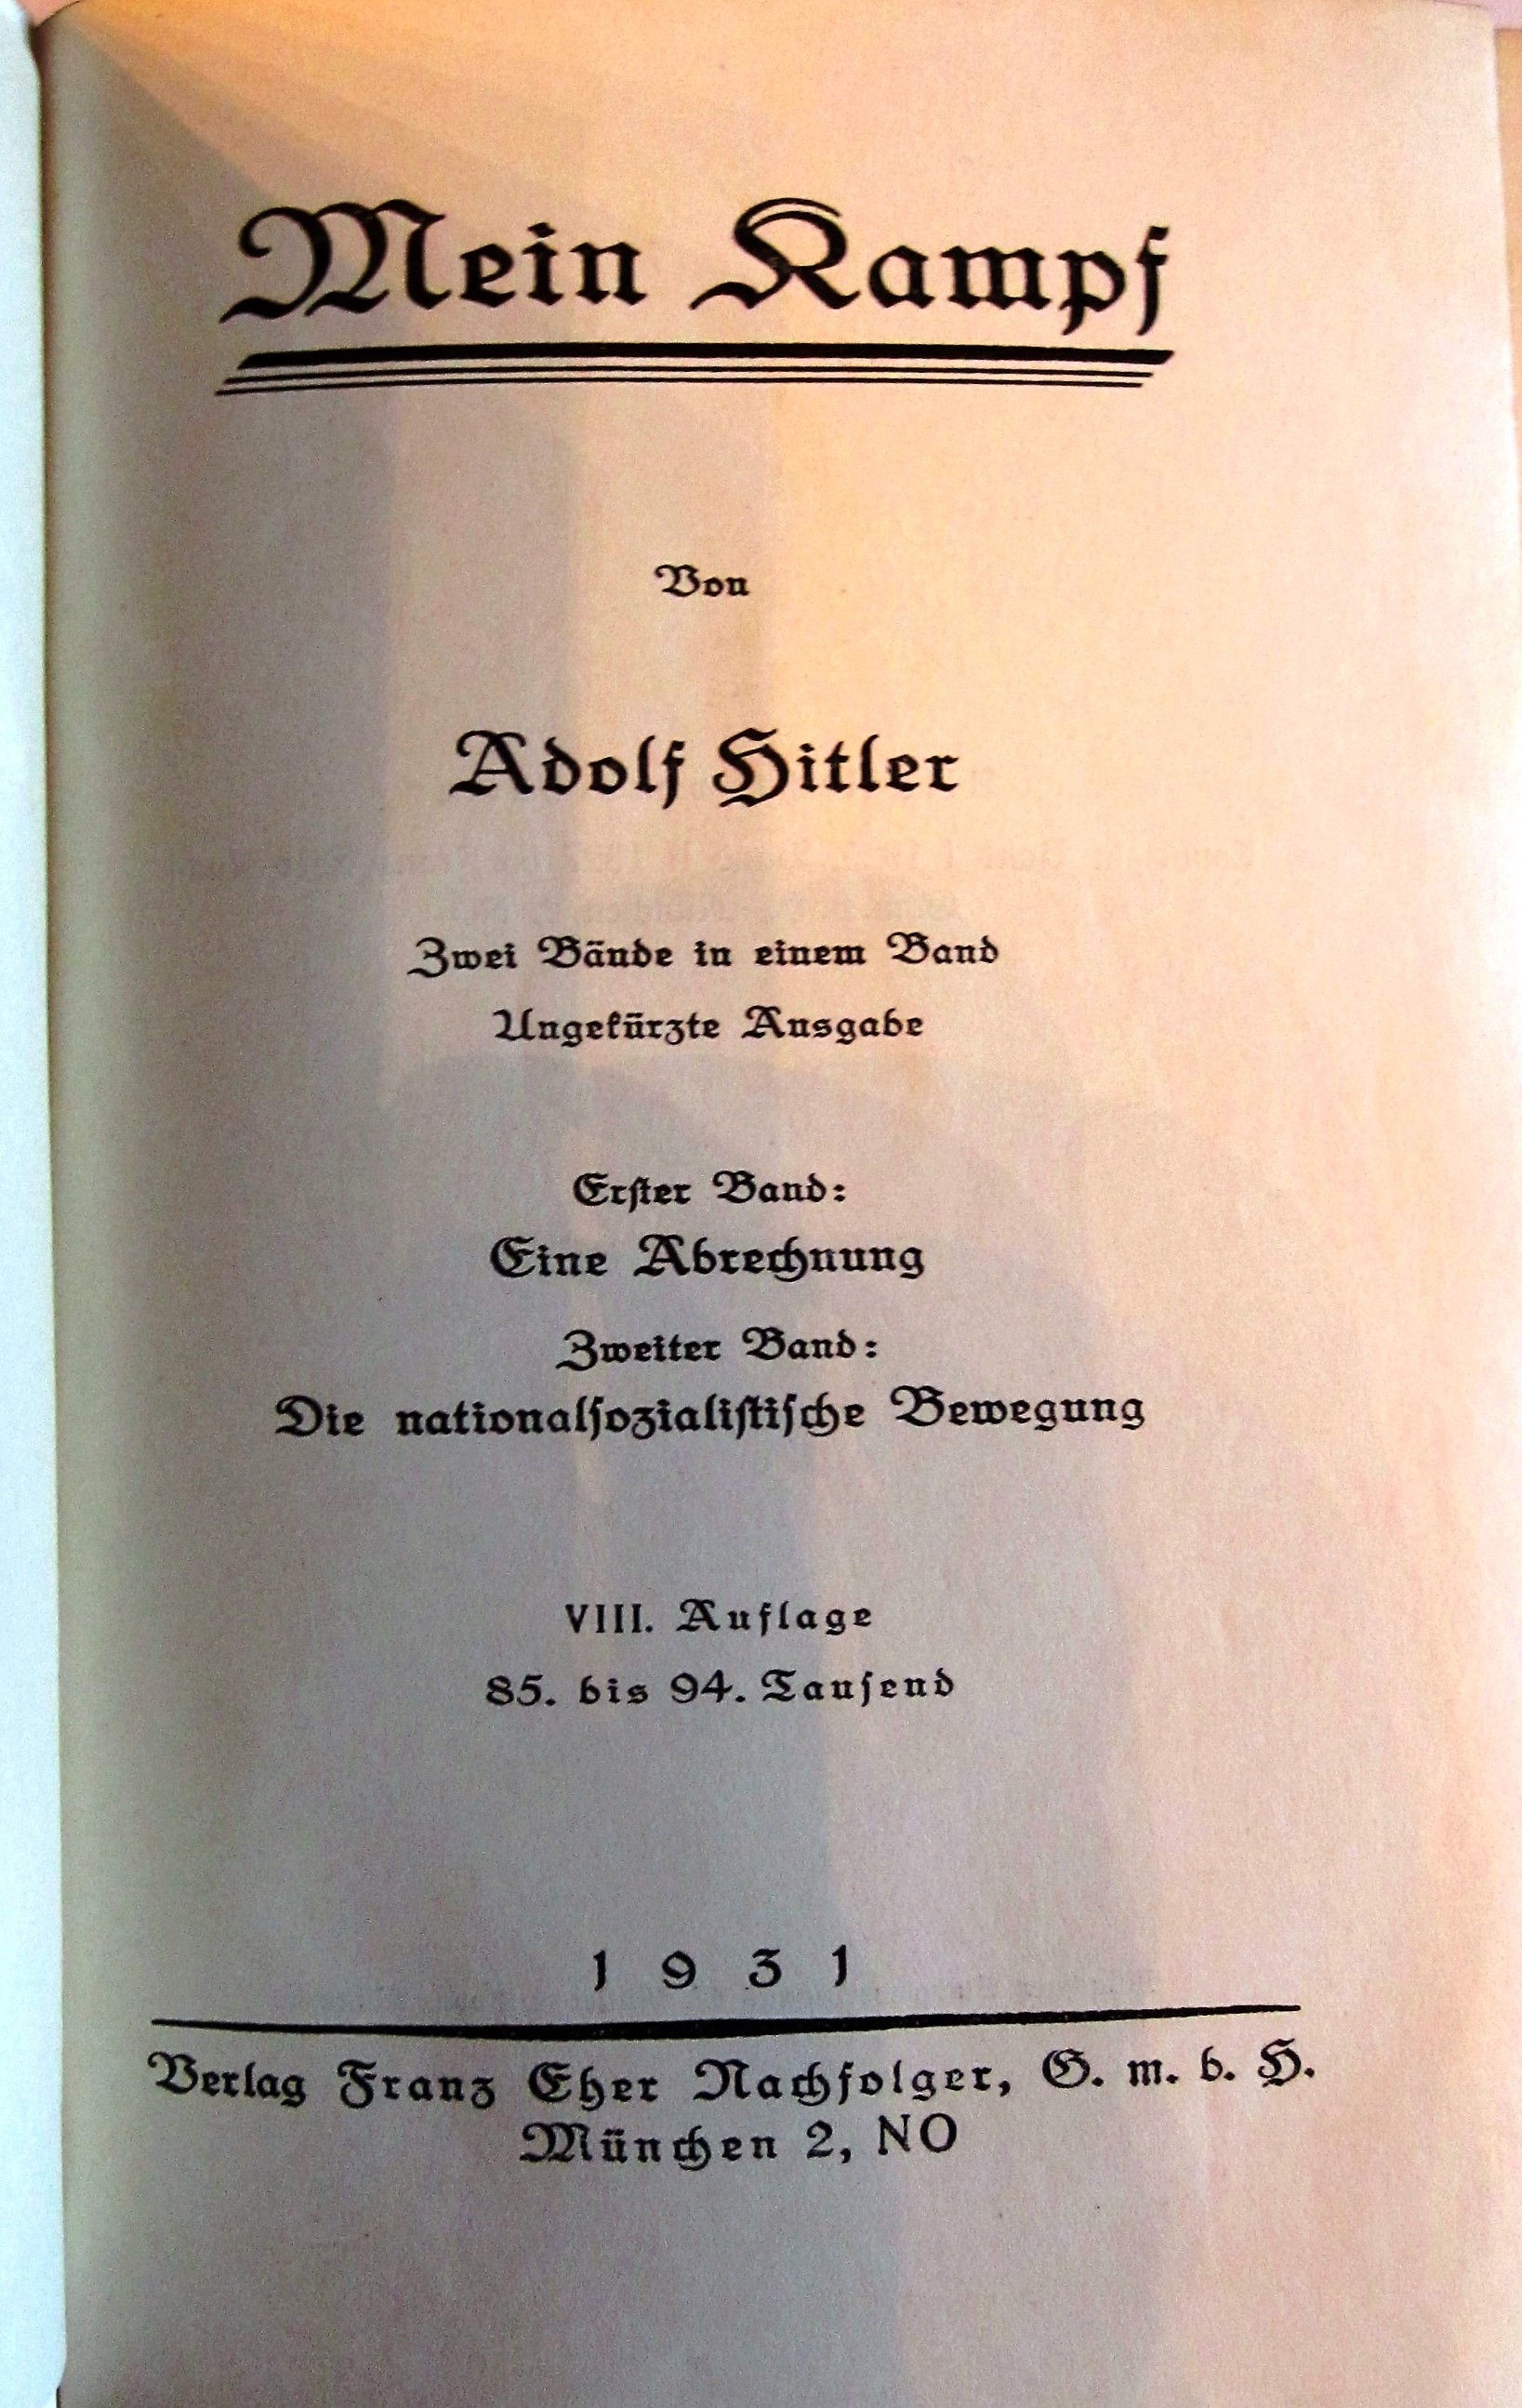 Mein Kampf
Von
Adolf Hitler
Zwei Bände in einem Band
Ungekürzte Ausgabe
Erſter Band:
Eine Abrechnung
Zweiter Band:
Die nationalſozialiſtiſche Bewegung
VIII. Auflage
85. bis 94. Tauſend
1931
Verlag Franz Eher Nachfolger, G. m. b. H.
München 2, NO